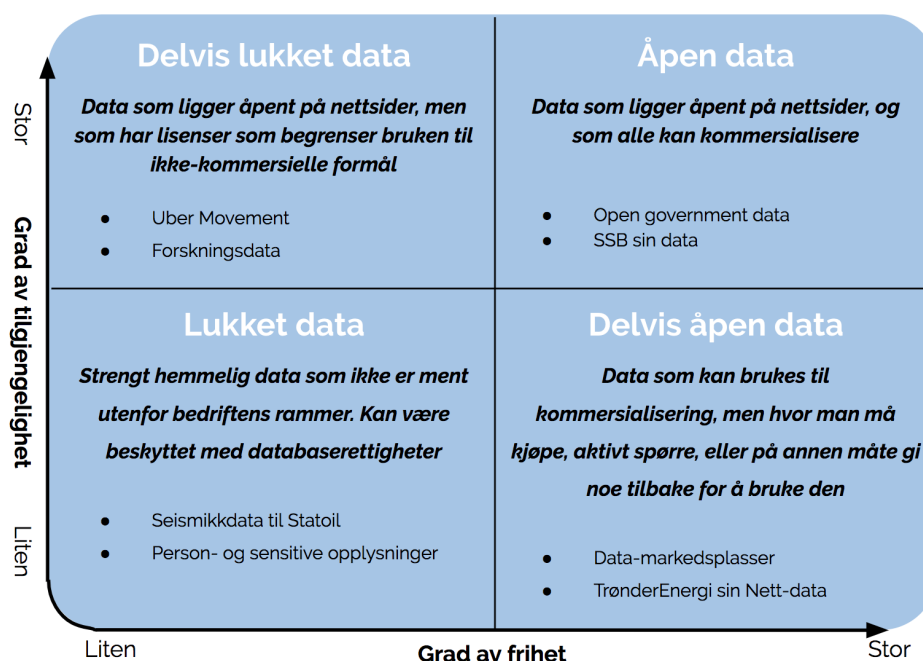 Delvis lukket data
Data som ligger åpent på nettsider, men
som har lisenser som begrenser bruken til
ikke-kommersielle formål
● Uber Movement
● Forskningsdata
Åpen data
Data som ligger åpent på nettsider, og
som alle kan kommersialisere
● Open government data
● SSB sin data
Lukket data
Strengt hemmelig data som ikke er ment
utenfor bedriftens rammer. Kan være
beskyttet med databaserettigheter
● Seismikkdata til Statoil
● Person- og sensitive opplysninger
Delvis åpen data
Data som kan brukes til
kommersialisering, men hvor man må
kjøpe, aktivt spørre, eller på annen måte gi
noe tilbake for å bruke den
● Data-markedsplasser
● TrønderEnergi sin Nett-data
Stor
Grad av tilgjengelighet
Liten
Liten
Grad av frihet
Stor